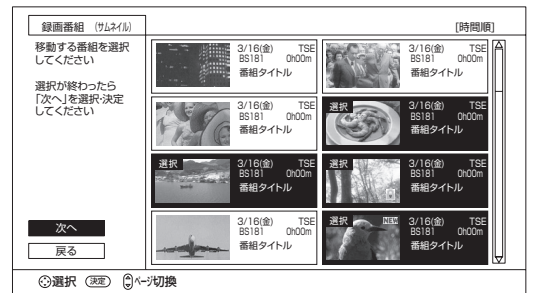 録画番組 (サムネイル)
[時間順]
移動する番組を選択
してください
選択が終わったら
「次へ」を選択・決定
してください
次へ
戻る
3/16(金) TSE
BS181 0h00m
番組タイトル
3/16(金) TSE
BS181 0h00m
番組タイトル
3/16(金) TSE
BS181 0h00m
番組タイトル
選択
3/16(金) TSE
BS181 0h00m
番組タイトル
選択
3/16(金) TSE
BS181 0h00m
番組タイトル
選択
3/16(金) TSE
BS181 0h00m
番組タイトル
3/16(金) TSE
BS181 0h00m
番組タイトル
選択 NEW
3/16(金) TSE
BS181 0h00m
番組タイトル
選択 決定 ページ切換